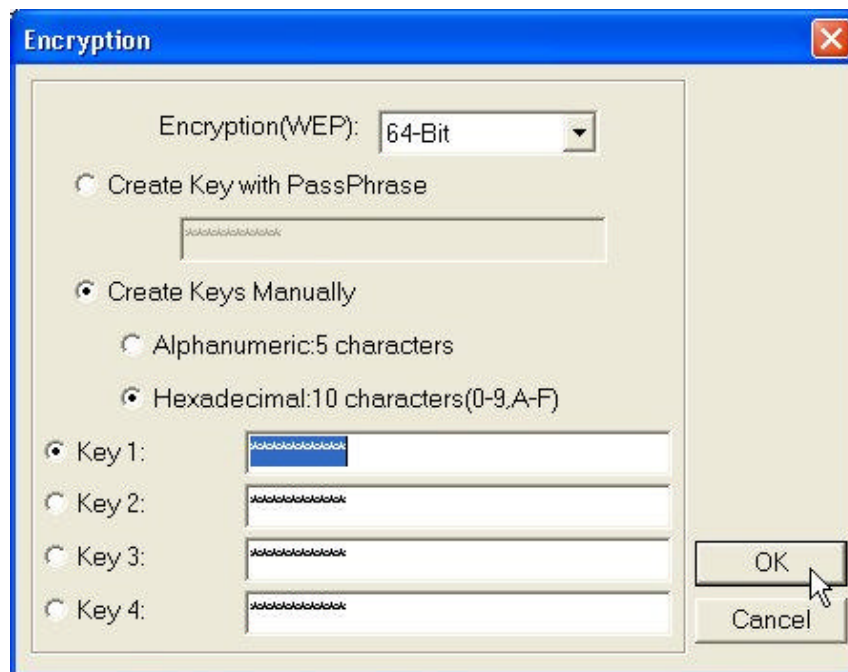 Encryption
Encryption(WEP): 64-Bit
Create Key with PassPhrase
***********
Create Keys Manually
Alphanumeric:5 characters
Hexadecimal:10 characters(0-9,A-F)
Key 1: ***********
Key 2: ***********
Key 3: ***********
Key 4: ***********
OK
Cancel